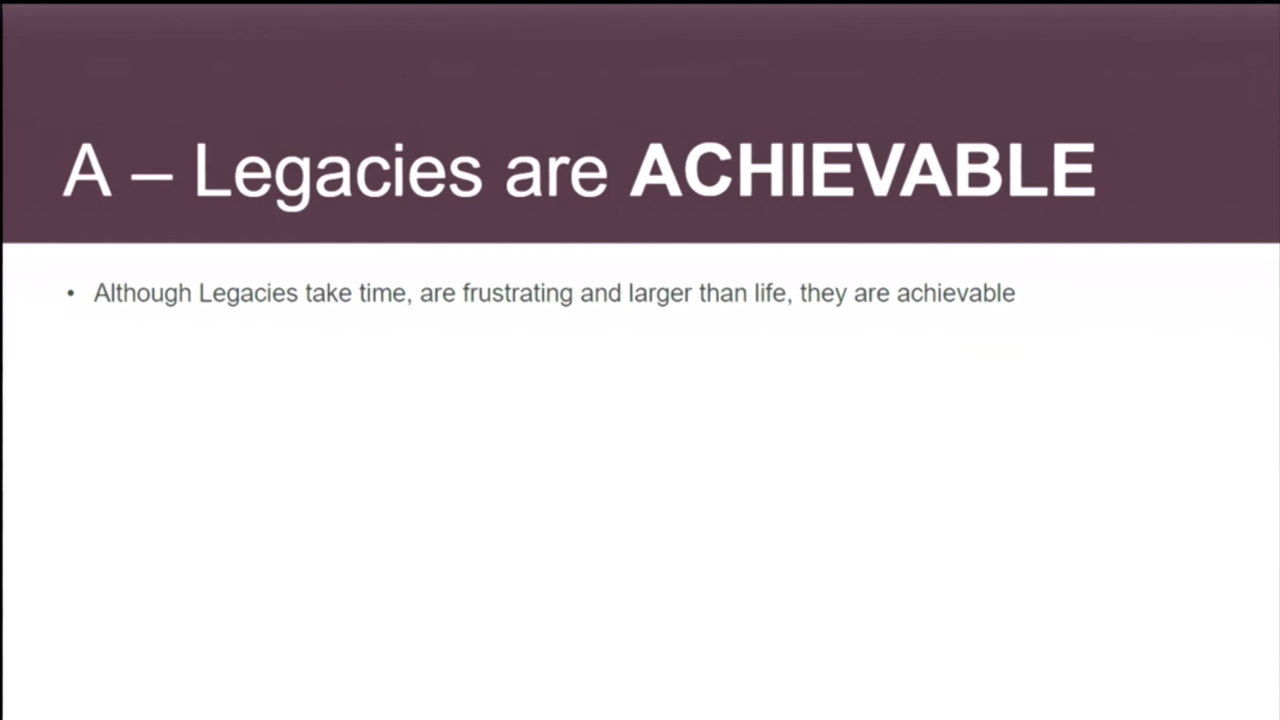 A – Legacies are ACHIEVABLE
• Although Legacies take time, are frustrating and larger than life, they are achievable